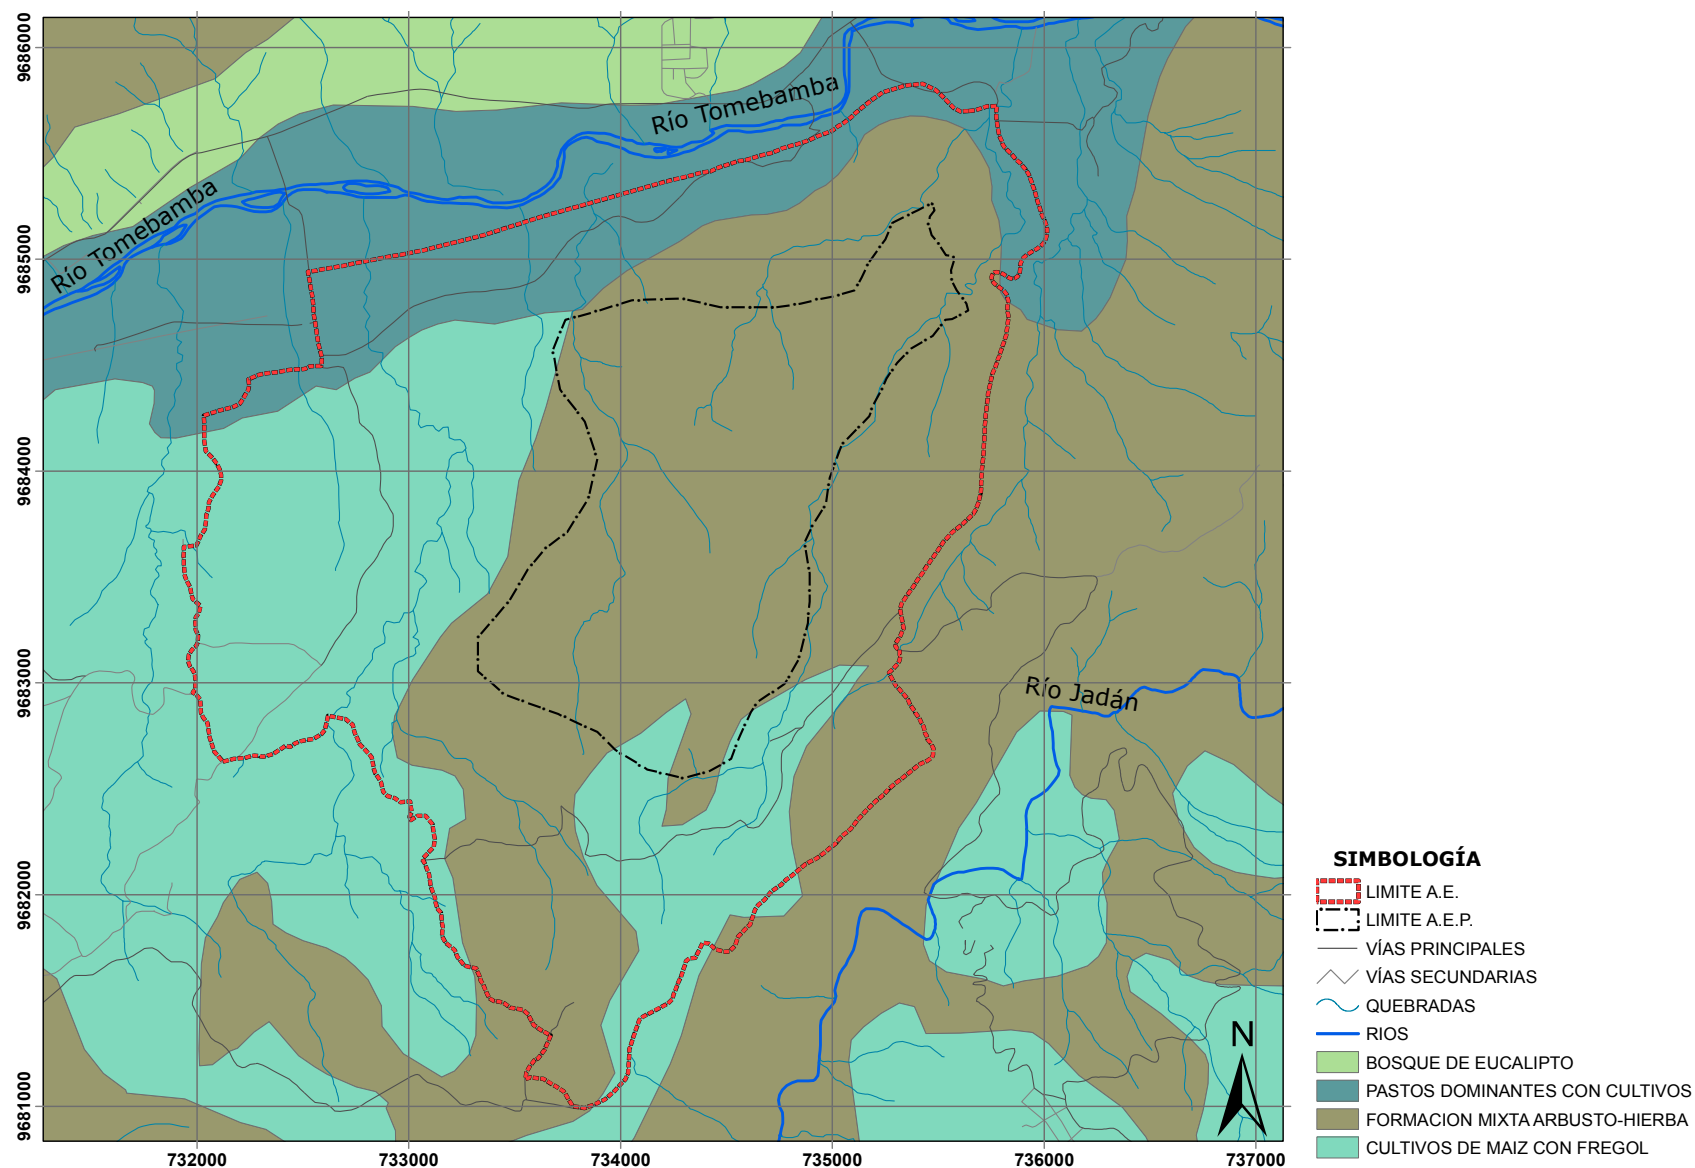 9686000
9685000
9684000
9683000
9682000
9681000
Río Tomebamba
Río Tomebamba
Río Jadán
732000
733000
734000
735000
736000
737000
N
SIMBOLOGÍA
LIMITE A.E.
LIMITE A.E.P.
VÍAS PRINCIPALES
VÍAS SECUNDARIAS
QUEBRADAS
RIOS
BOSQUE DE EUCALIPTO
PASTOS DOMINANTES CON CULTIVOS
FORMACION MIXTA ARBUSTO-HIERBA
CULTIVOS DE MAIZ CON FREGOL